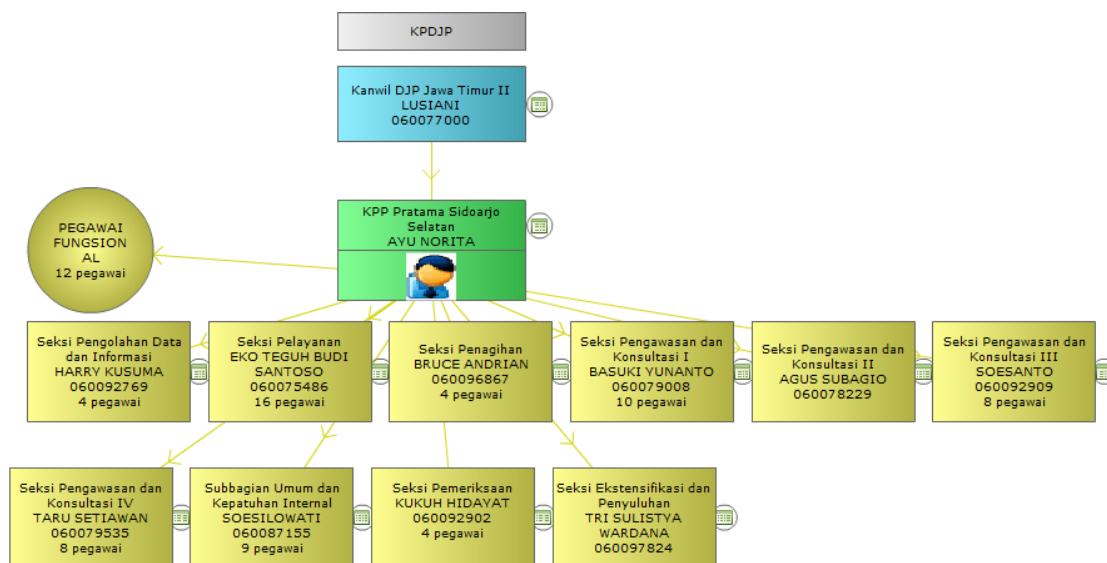 KPDJP
Kanwil DJP Jawa Timur II
LUSIANI
060077000
KPP Pratama Sidoarjo
Selatan
AYU NORITA
PEGAWAI
FUNGSION
AL
12 pegawai
Seksi Pengolahan Data
dan Informasi
HARRY KUSUMA
060092769
4 pegawai
Seksi Pelayanan
EKO TEGUH BUDI
SANTOSO
060075486
16 pegawai
Seksi Penagihan
BRUCE ANDRIAN
060096867
4 pegawai
Seksi Pengawasan dan
Konsultasi I
BASUKI YUNANTO
060079008
10 pegawai
Seksi Pengawasan dan
Konsultasi II
AGUS SUBAGIO
060078229
Seksi Pengawasan dan
Konsultasi III
SOESANTO
060092909
8 pegawai
Seksi Pengawasan dan
Konsultasi IV
TARU SETIAWAN
060079535
8 pegawai
Subbagian Umum dan
Kepatuhan Internal
SOESILOWATI
060087155
9 pegawai
Seksi Pemeriksaan
KUKUH HIDAYAT
060092902
4 pegawai
Seksi Ekstensifikasi dan
Penyuluhan
TRI SULISTYA
WARDANA
060097824